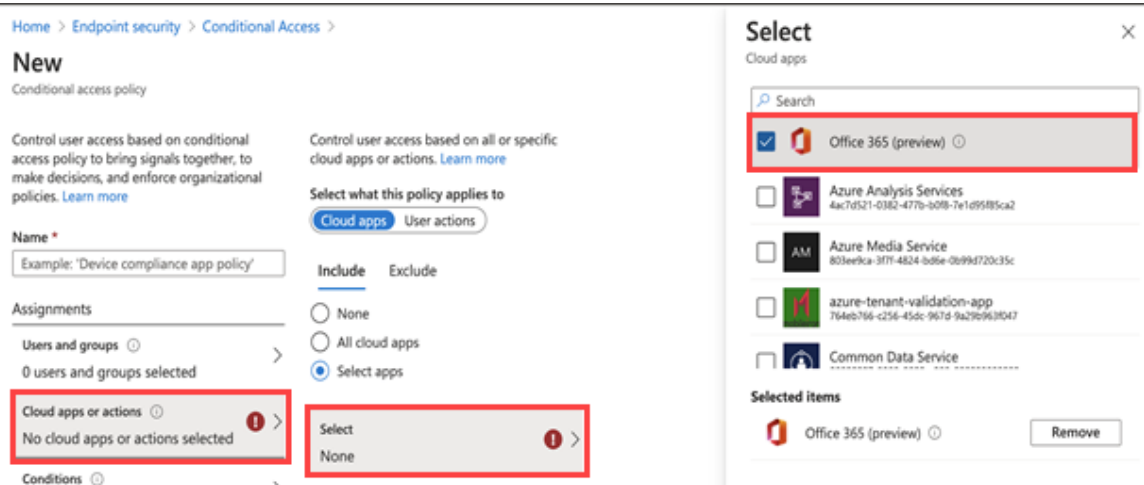 Home > Endpoint security > Conditional Access >
New
Conditional access policy
Control user access based on conditional
access policy to bring signals together, to
make decisions, and enforce organizational
policies. Learn more
Name *
Example: 'Device compliance app policy'
Assignments
Users and groups
0 users and groups selected
Cloud apps or actions
No cloud apps or actions selected
Conditions
Control user access based on all or specific
cloud apps or actions. Learn more
Select what this policy applies to
Cloud apps User actions
Include Exclude
None
All cloud apps
Select apps
Select
None
Select
Cloud apps
Search
Office 365 (preview)
Azure Analysis Services
4ac7d521-0382-477b-b0f8-7e1d95f85ca2
AM
Azure Media Service
803ee9ca-3f7f-4824-bd6e-0b99d720c35c
azure-tenant-validation-app
764eb766-c256-45dc-967d-9a29b963f047
Common Data Service
Selected items
Office 365 (preview)
Remove